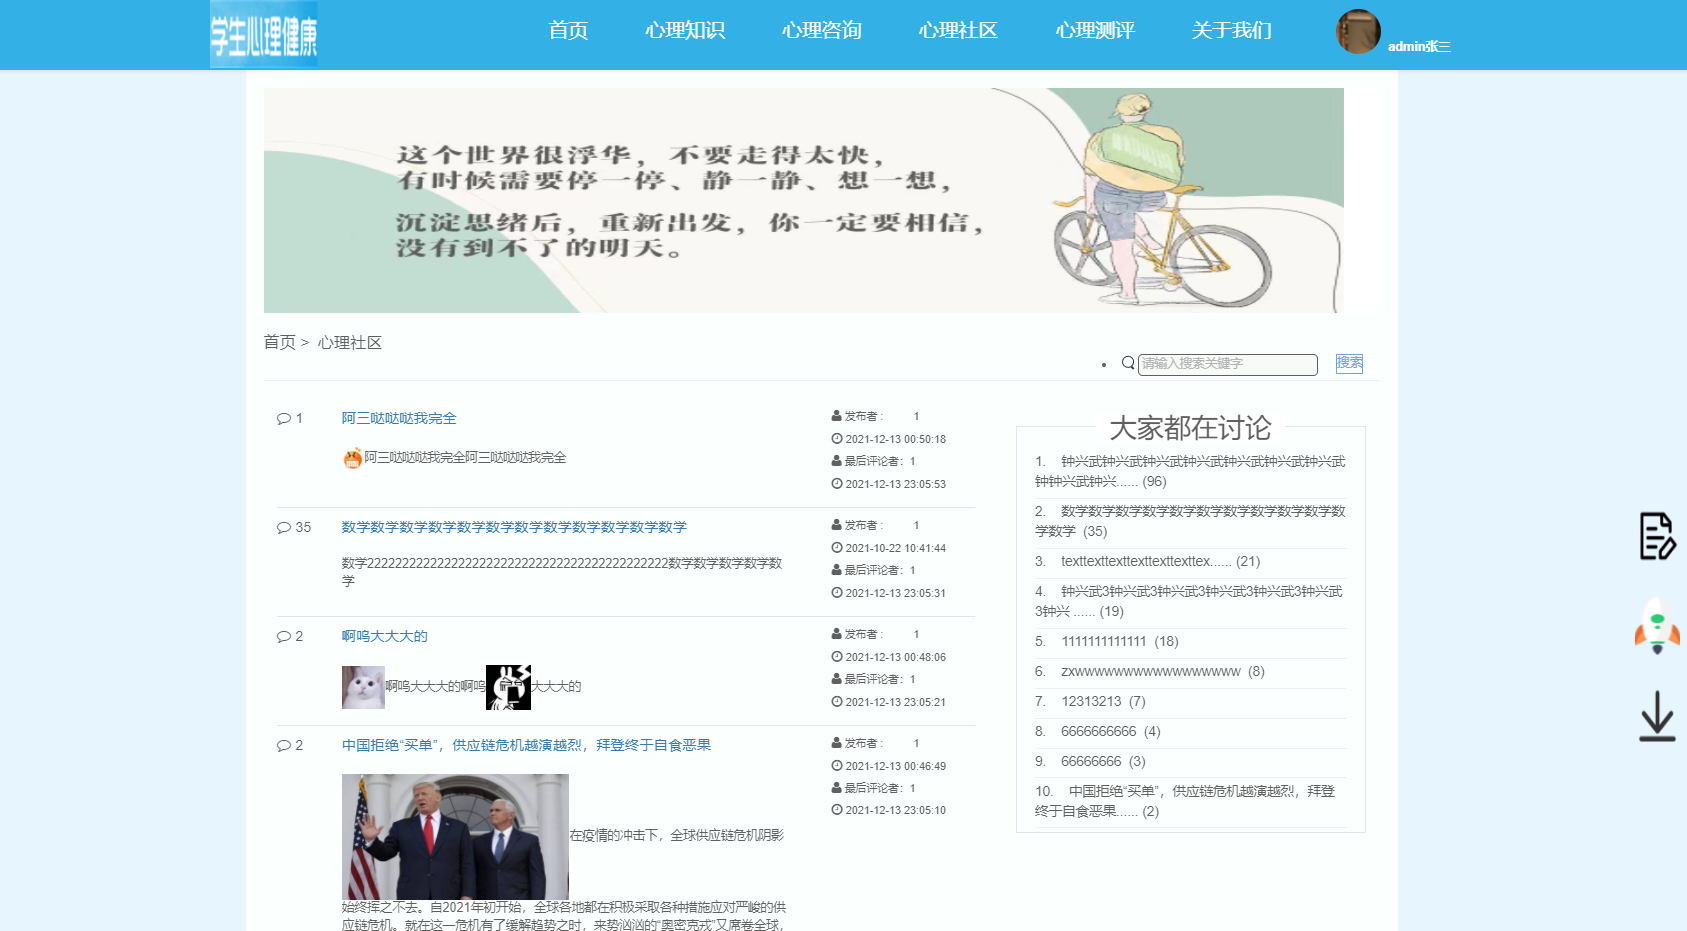 学生心理健康
首页 心理知识 心理咨询 心理社区 心理测评 关于我们 admin张三
这个世界很浮华，不要走得太快，
有时候需要停一停、静一静、想一想，
沉淀思绪后，重新出发，你一定要相信，
没有到不了的明天。
首页 > 心理社区
请输入搜索关键字 搜索
1 阿三哒哒哒我完全
阿三哒哒哒我完全阿三哒哒哒我完全
发布者： 1
2021-12-13 00:50:18
最后评论者：1
2021-12-13 23:05:53
35 数学数学数学数学数学数学数学数学数学数学数学数学
数学2222222222222222222222222222222222222222222数学数学数学数学数
学
发布者： 1
2021-10-22 10:41:44
最后评论者：1
2021-12-13 23:05:31
2 啊呜大大大的
啊呜大大大的啊呜 大大大的
发布者： 1
2021-12-13 00:48:06
最后评论者：1
2021-12-13 23:05:21
2 中国拒绝“买单”，供应链危机越演越烈，拜登终于自食恶果
在疫情的冲击下，全球供应链危机阴影
始终挥之不去。自2021年初开始，全球各地都在积极采取各种措施应对严峻的供
应链危机。就在这一危机有了缓解趋势之时，来势汹汹的“奥密克戎”又席卷全球，
发布者： 1
2021-12-13 00:46:49
最后评论者：1
2021-12-13 23:05:10
大家都在讨论
1. 钟兴武钟兴武钟兴武钟兴武钟兴武钟兴武钟兴武
钟钟兴武钟兴...... (96)
2. 数学数学数学数学数学数学数学数学数学数学数
学数学 (35)
3. texttexttexttexttexttexttex...... (21)
4. 钟兴武3钟兴武3钟兴武3钟兴武3钟兴武3钟兴武
3钟兴 ...... (19)
5. 1111111111111 (18)
6. zxwwwwwwwwwwwwwwwww (8)
7. 12313213 (7)
8. 6666666666 (4)
9. 66666666 (3)
10. 中国拒绝“买单”，供应链危机越演越烈，拜登
终于自食恶果...... (2)